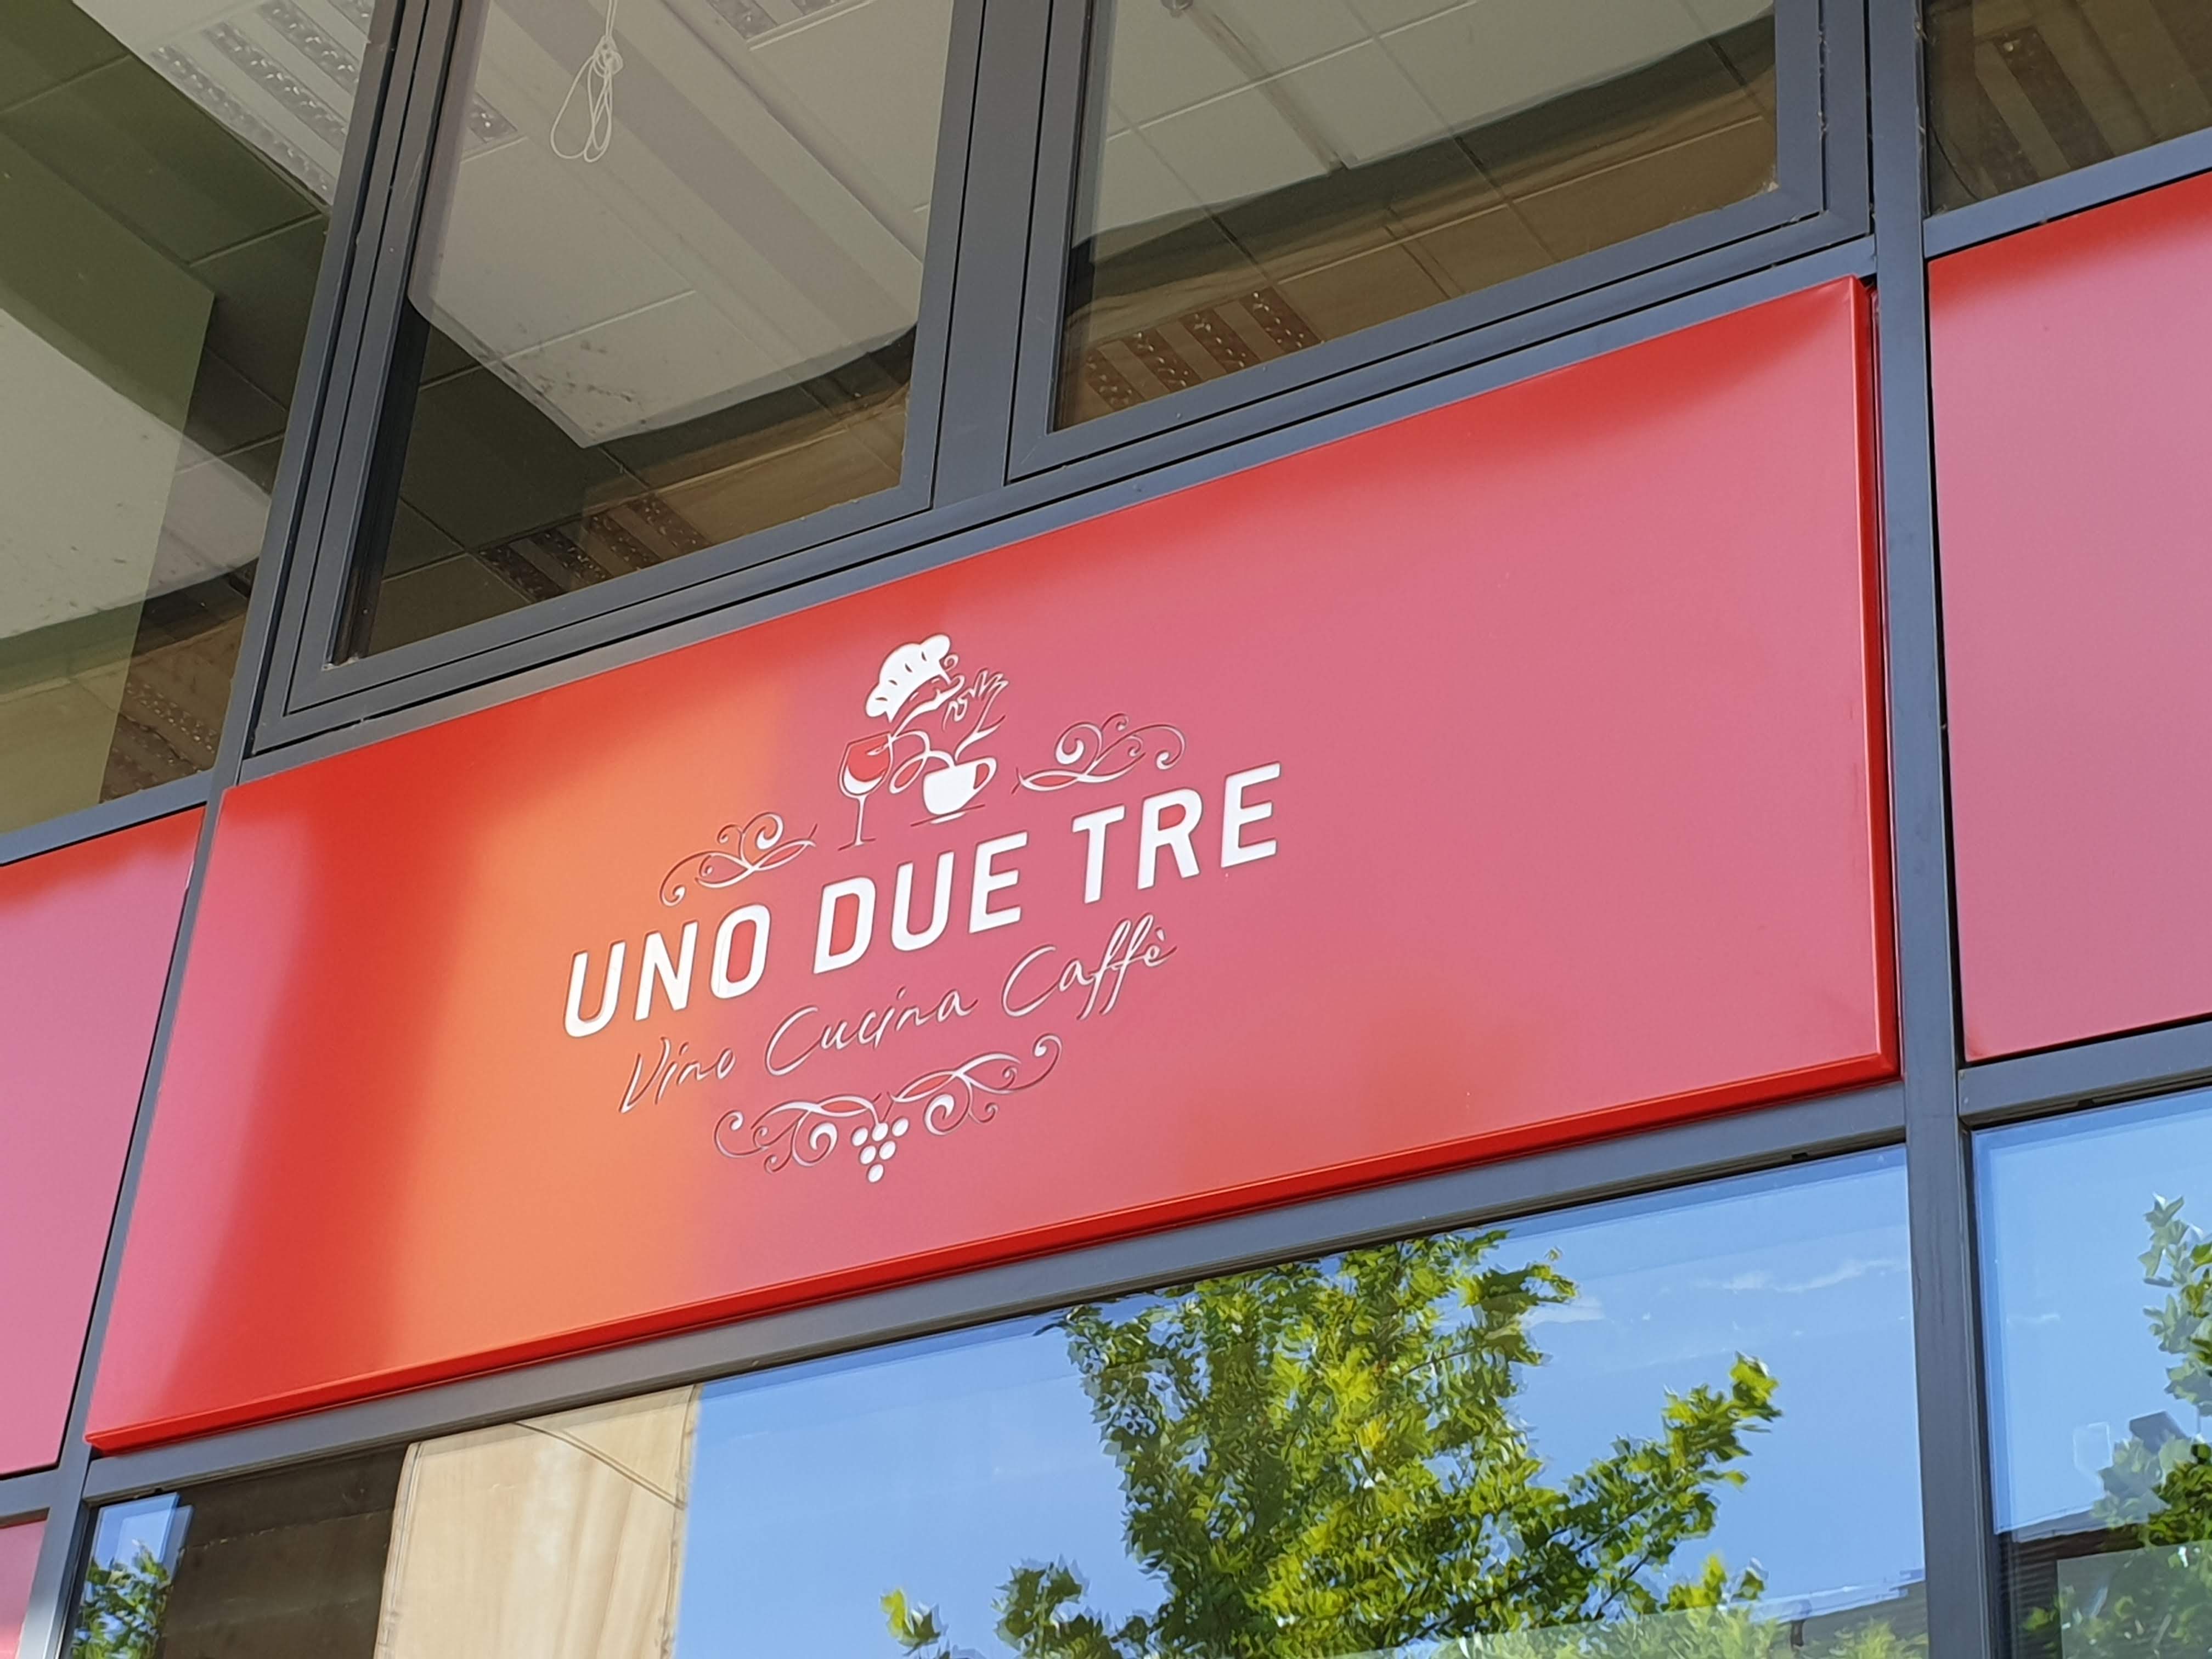 UNO DUE TRE
Vino Cucina Caffè